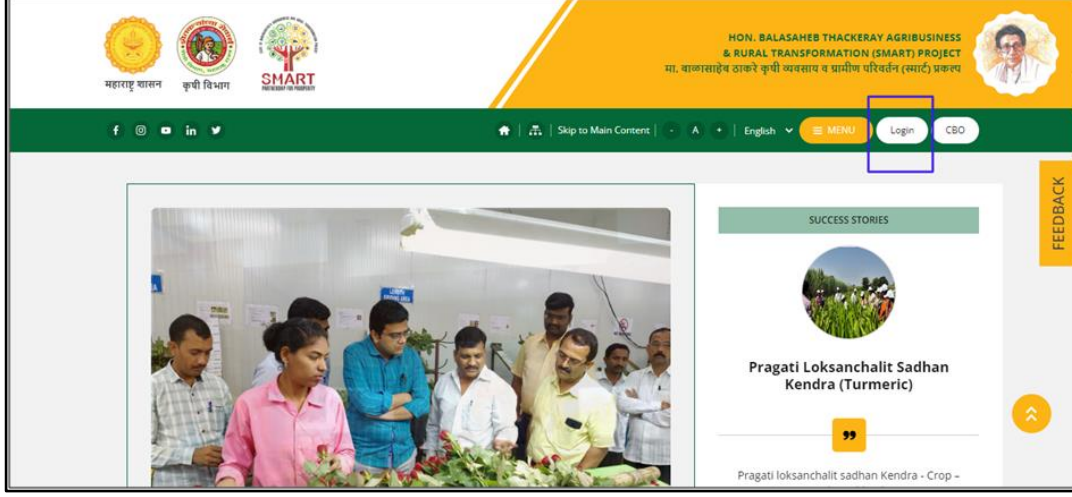 महाराष्ट्र शासन
कृषी विभाग
SMART
HON. BALASAHEB THACKERAY AGRIBUSINESS
& RURAL TRANSFORMATION (SMART) PROJECT
मा. बाळासाहेब ठाकरे कृषी व्यवसाय व ग्रामीण परिवर्तन (स्मार्ट) प्रकल्प
Skip to Main Content | - A + | English MENU Login CBO
FEEDBACK
SUCCESS STORIES
Pragati Loksanchalit Sadhan
Kendra (Turmeric)
Pragati loksanchalit sadhan Kendra - Crop –